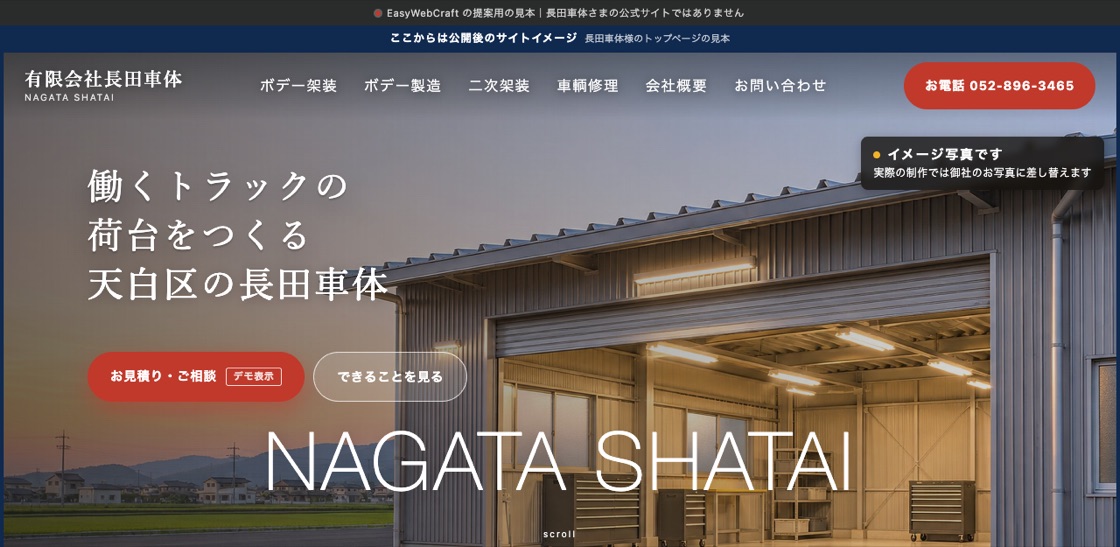 EasyWebCraft の提案用の見本｜長田車体さまの公式サイトではありません
ここからは公開後のサイトイメージ 長田車体様のトップページの見本
有限会社長田車体
NAGATA SHATAI
ボデー架装 ボデー製造 二次架装 車輌修理 会社概要 お問い合わせ
お電話 052-896-3465
イメージ写真です
実際の制作では御社のお写真に差し替えます
働くトラックの
荷台をつくる
天白区の長田車体
お見積り・ご相談 デモ表示 できることを見る
NAGATA SHATAI
scroll